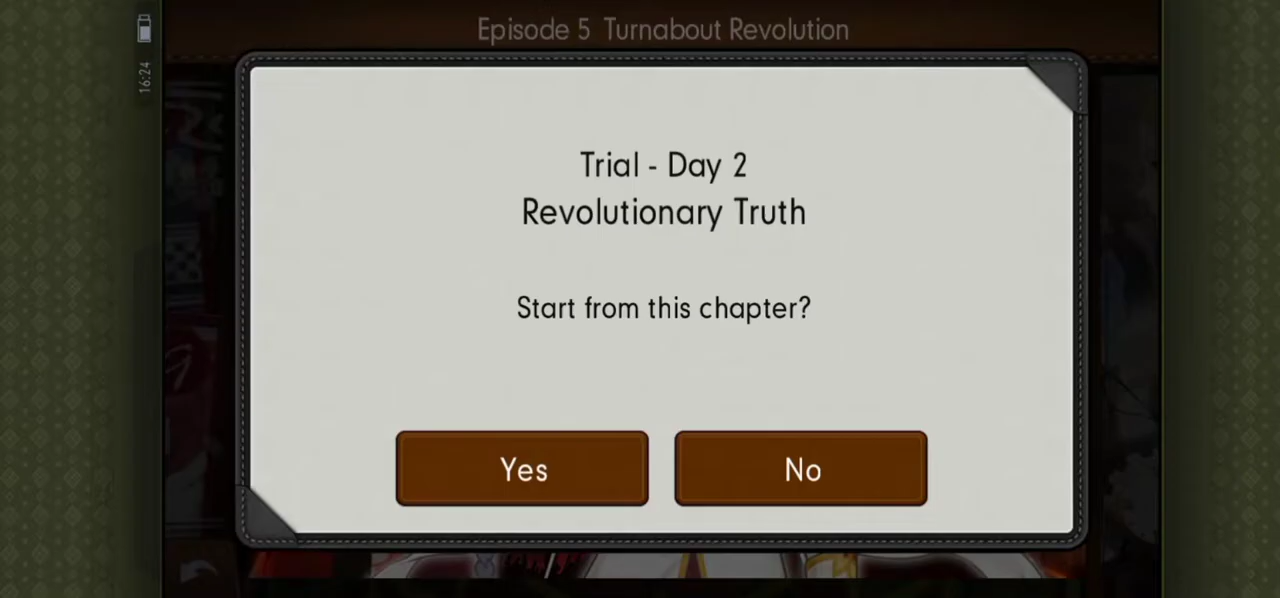 Episode 5 Turnabout Revolution
16:24
Trial - Day 2
Revolutionary Truth
Start from this chapter?
Yes
No